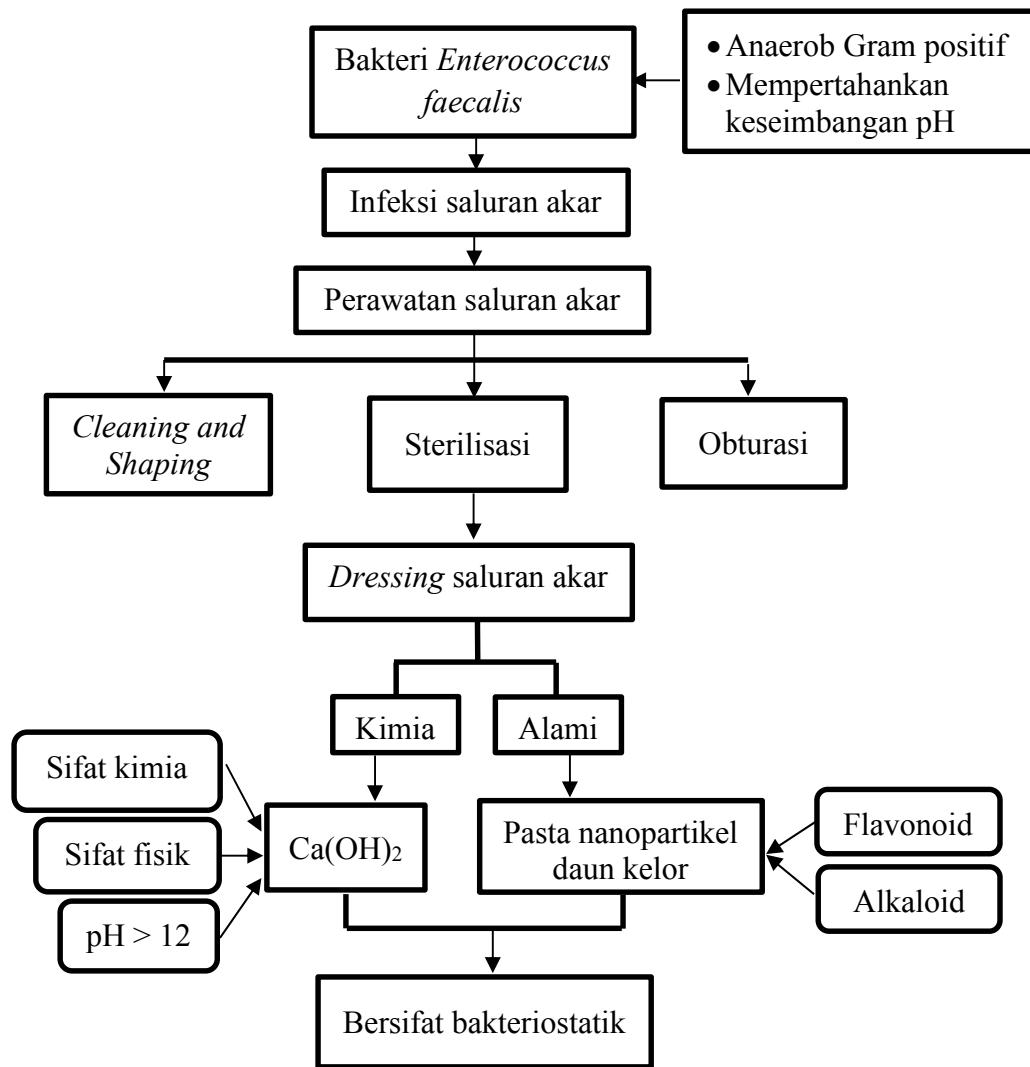 Bakteri Enterococcus
faecalis
• Anaerob Gram positif
• Mempertahankan
keseimbangan pH
Infeksi saluran akar
Perawatan saluran akar
Cleaning and
Shaping
Sterilisasi
Obturasi
Dressing saluran akar
Kimia
Alami
Sifat kimia
Sifat fisik
pH > 12
Ca(OH)₂
Pasta nanopartikel
daun kelor
Flavonoid
Alkaloid
Bersifat bakteriostatik